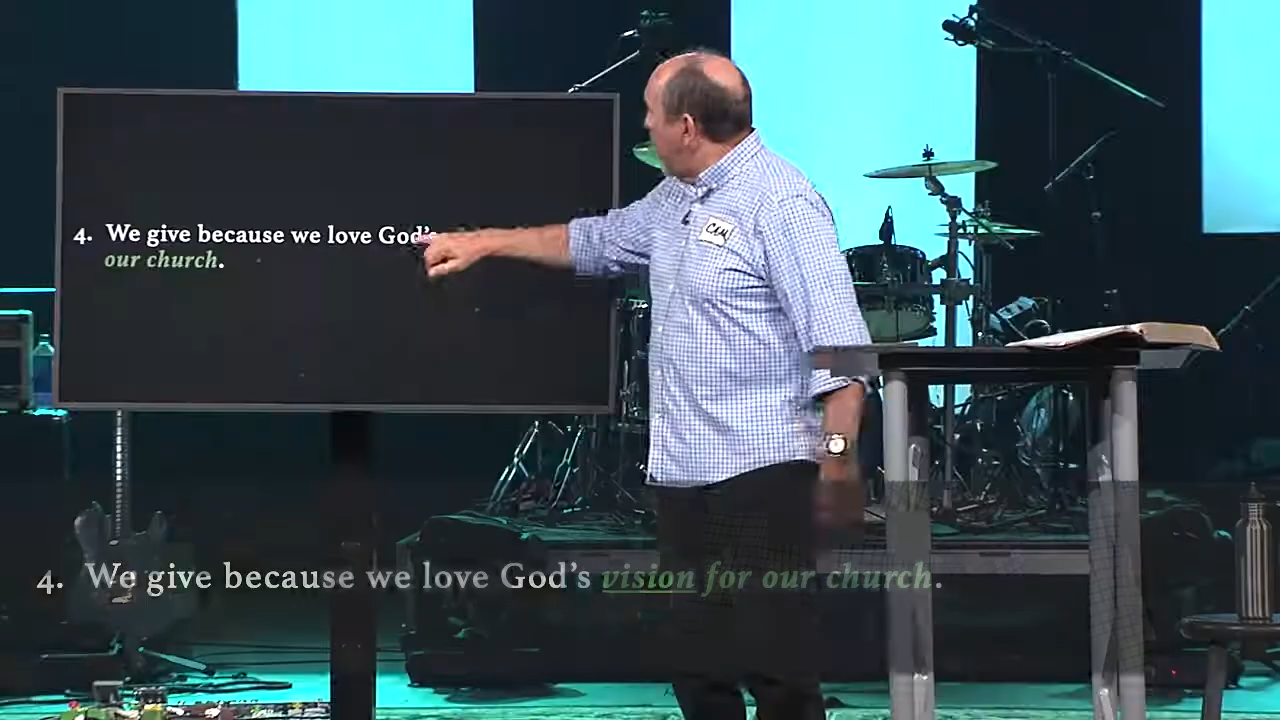 4. We give because we love God's
our church.
CAM
4. We give because we love God's vision for our church.